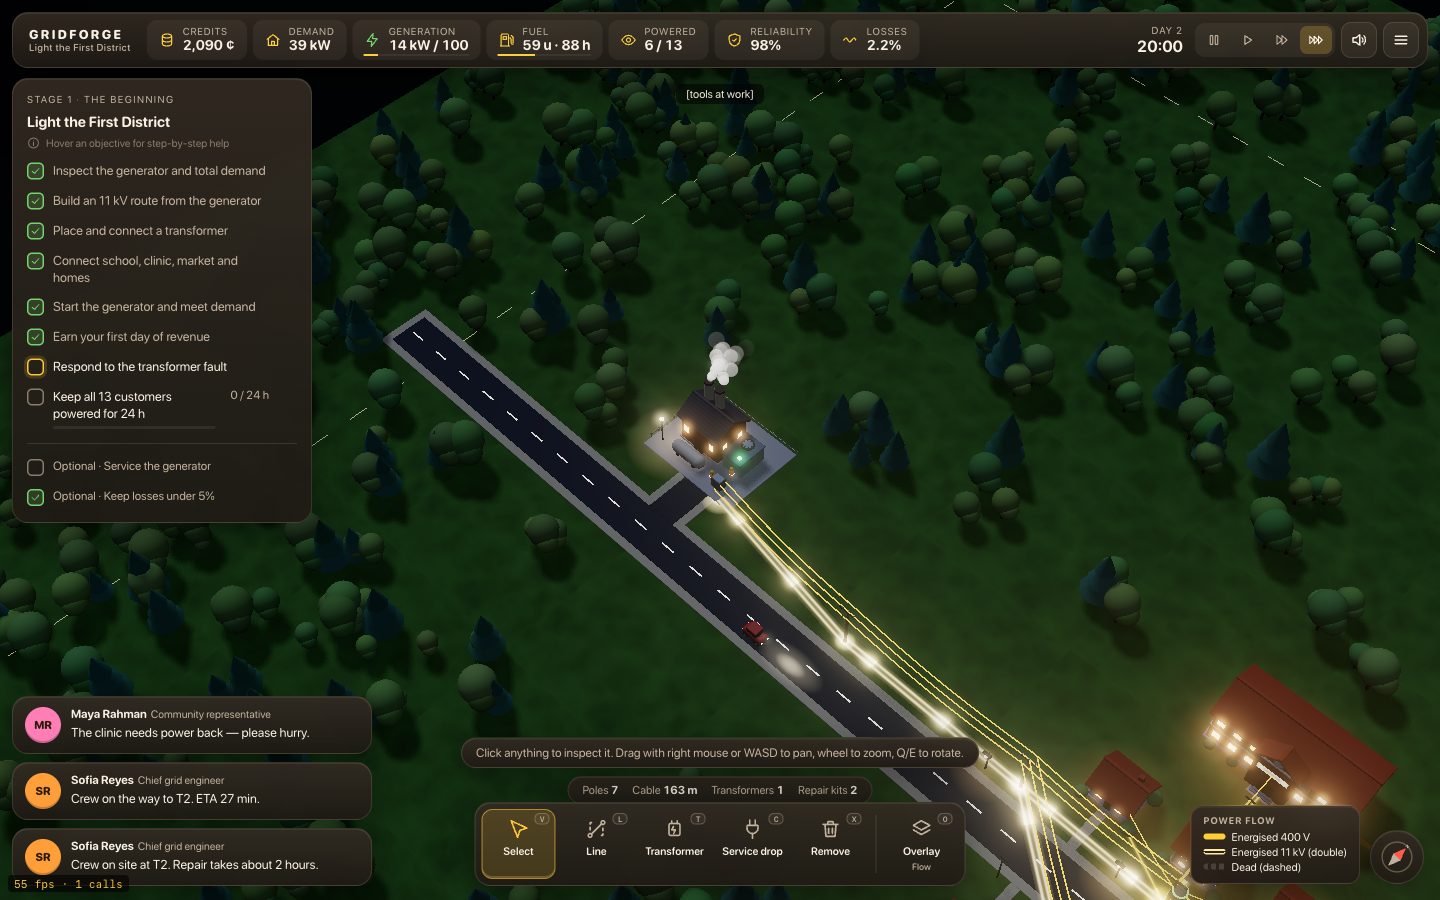 GRIDFORGE
Light the First District
CREDITS
2,090 ¢
DEMAND
39 kW
GENERATION
14 kW / 100
FUEL
59 u · 88 h
POWERED
6 / 13
RELIABILITY
98%
LOSSES
2.2%
DAY 2
20:00
STAGE 1 · THE BEGINNING
Light the First District
Hover an objective for step-by-step help
Inspect the generator and total demand
Build an 11 kV route from the generator
Place and connect a transformer
Connect school, clinic, market and
homes
Start the generator and meet demand
Earn your first day of revenue
Respond to the transformer fault
Keep all 13 customers 0 / 24 h
powered for 24 h
Optional · Service the generator
Optional · Keep losses under 5%
[tools at work]
Maya Rahman Community representative
MR
The clinic needs power back — please hurry.
Sofia Reyes Chief grid engineer
SR
Crew on the way to T2. ETA 27 min.
Sofia Reyes Chief grid engineer
SR
Crew on site at T2. Repair takes about 2 hours.
55 fps · 1 calls
Click anything to inspect it. Drag with right mouse or WASD to pan, wheel to zoom, Q/E to rotate.
Poles 7 Cable 163 m Transformers 1 Repair kits 2
V L T C X O
Select Line Transformer Service drop Remove Overlay
Flow
POWER FLOW
Energised 400 V
Energised 11 kV (double)
Dead (dashed)